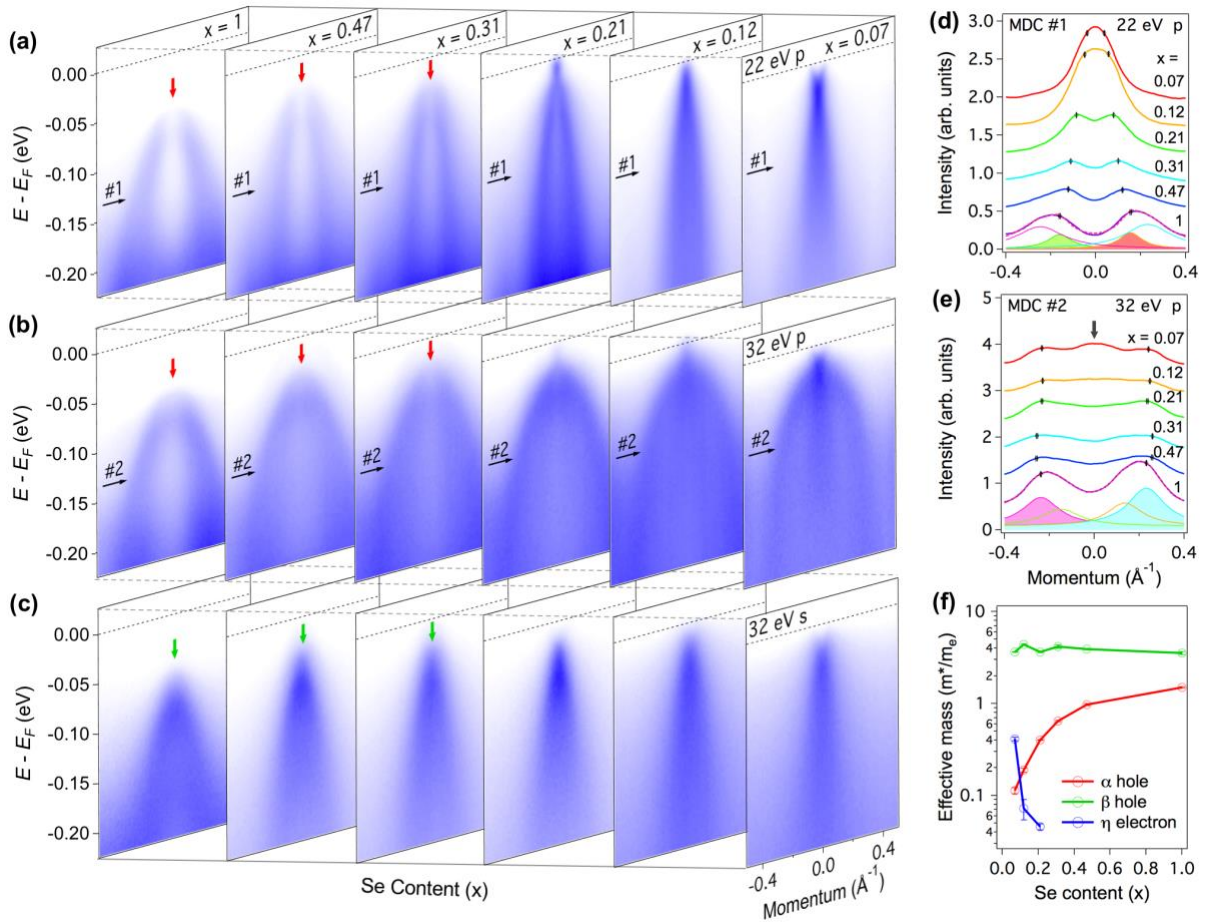 (a)
x = 1
x = 0.47
x = 0.31
x = 0.21
x = 0.12
x = 0.07
22 eV p
0.00
-0.05
-0.10
-0.15
-0.20
E - E_F (eV)
#1
#1
#1
#1
#1
#1
(b)
32 eV p
0.00
-0.05
-0.10
-0.15
-0.20
E - E_F (eV)
#2
#2
#2
#2
#2
#2
(c)
32 eV s
0.00
-0.05
-0.10
-0.15
-0.20
E - E_F (eV)
-0.4
0.0
0.4
Momentum (Å⁻¹)
Se Content (x)
(d)
MDC #1
22 eV p
x =
0.07
0.12
0.21
0.31
0.47
1
3.0
2.5
2.0
1.5
1.0
0.5
0.0
Intensity (arb. units)
-0.4
0.0
0.4
(e)
MDC #2
32 eV p
x = 0.07
0.12
0.21
0.31
0.47
1
5
4
3
2
1
0
Intensity (arb. units)
-0.4
0.0
0.4
Momentum (Å⁻¹)
(f)
10
6
4
2
1
6
4
2
0.1
6
4
Effective mass (m*/mₑ)
α hole
β hole
η electron
0.0
0.2
0.4
0.6
0.8
1.0
Se content (x)